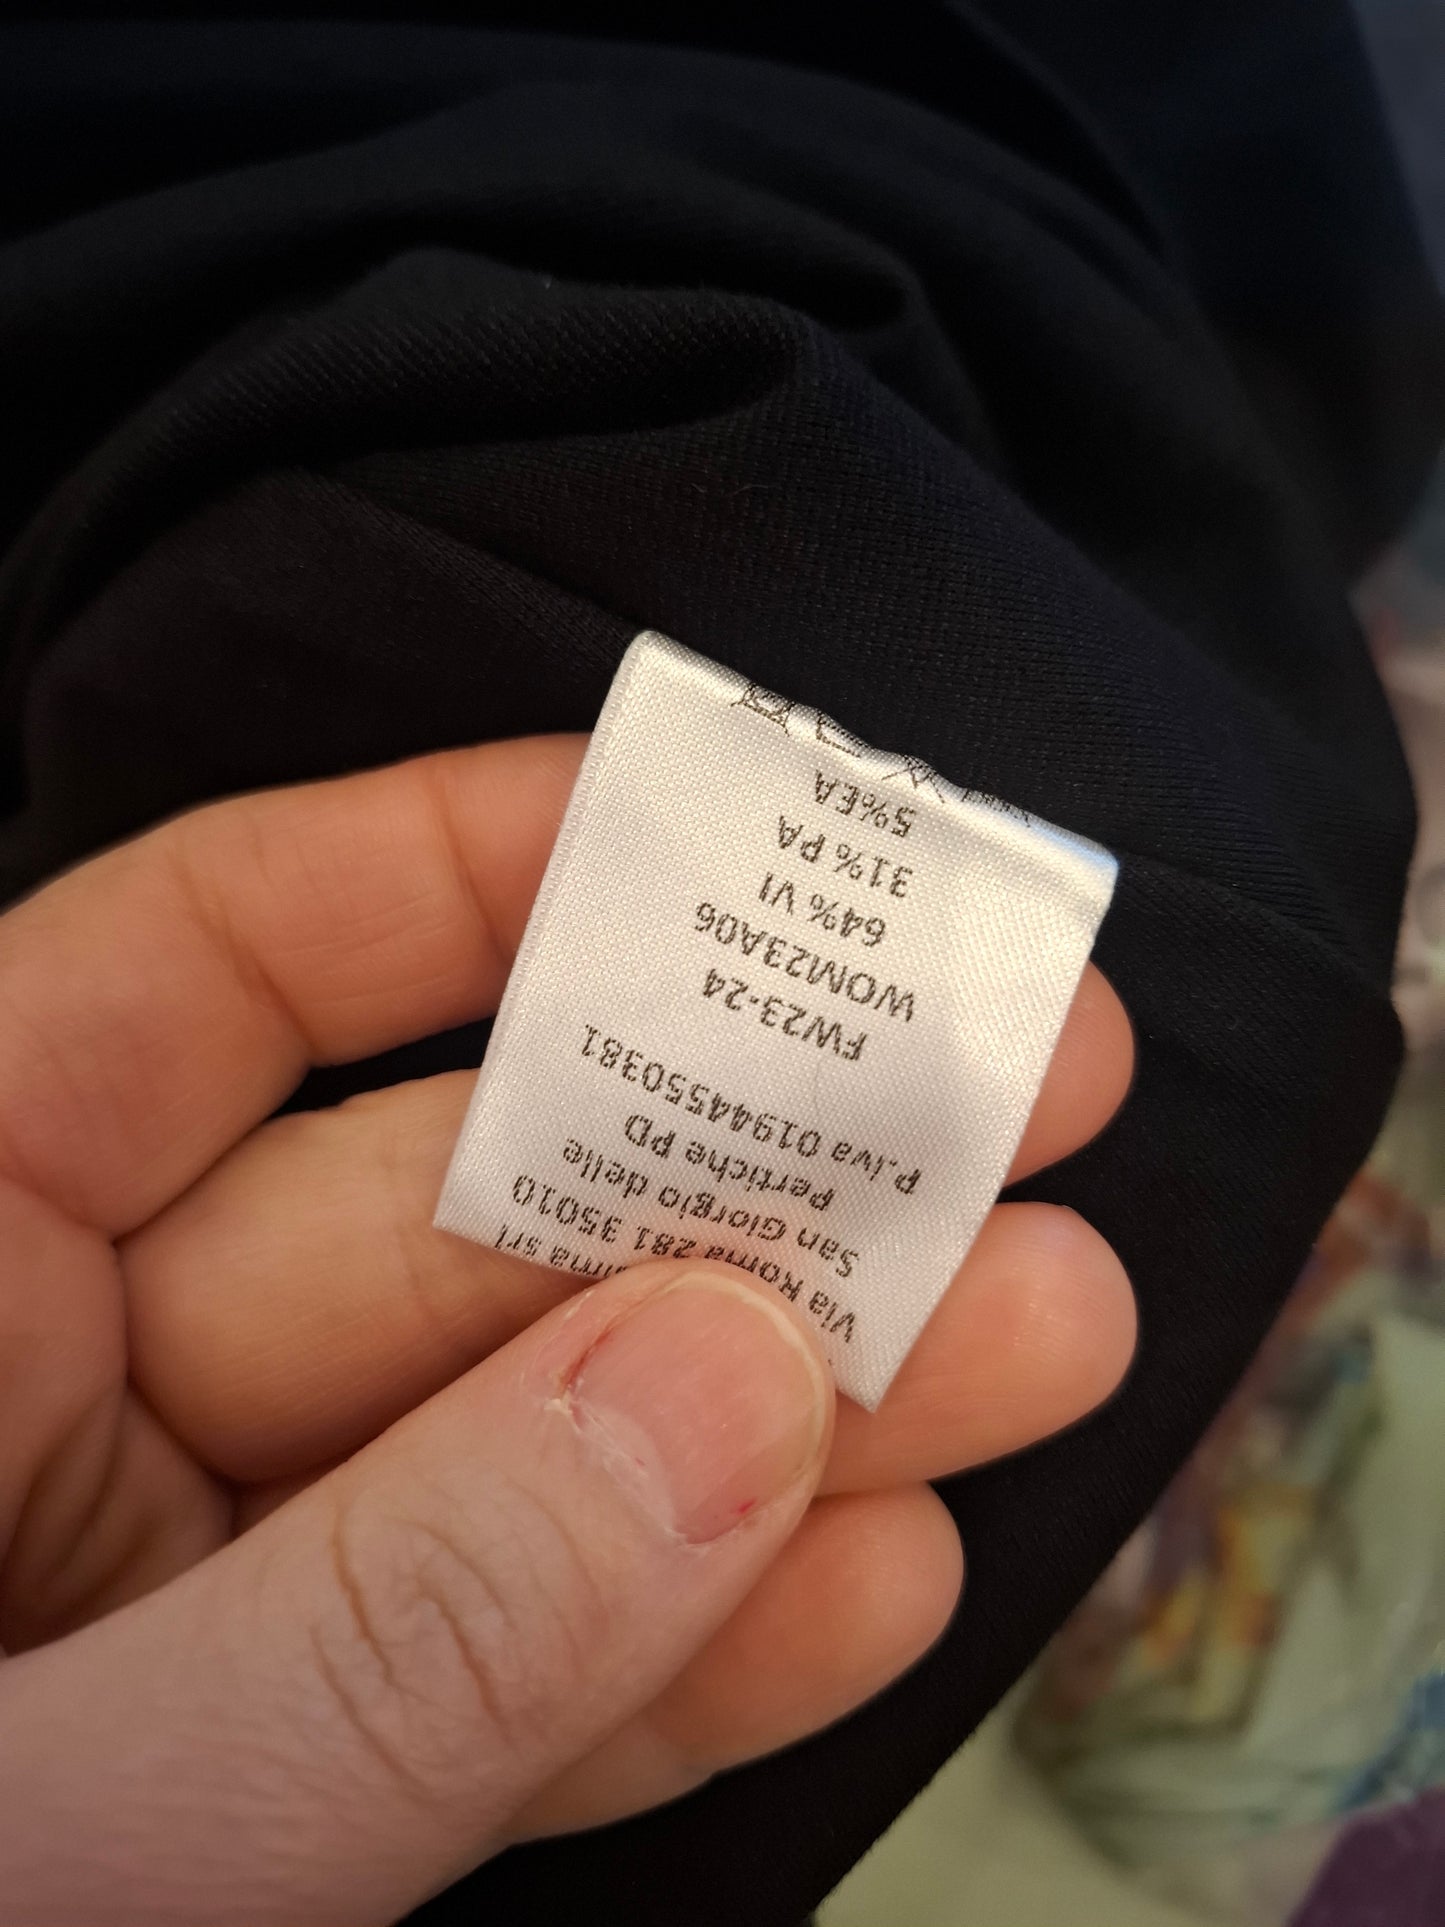 srl
Via Roma 281 35010
San Giorgio delle
Pertiche PD
P.Iva 01944550381
FW23-24
WOM23A06
64% VI
31% PA
5%EA